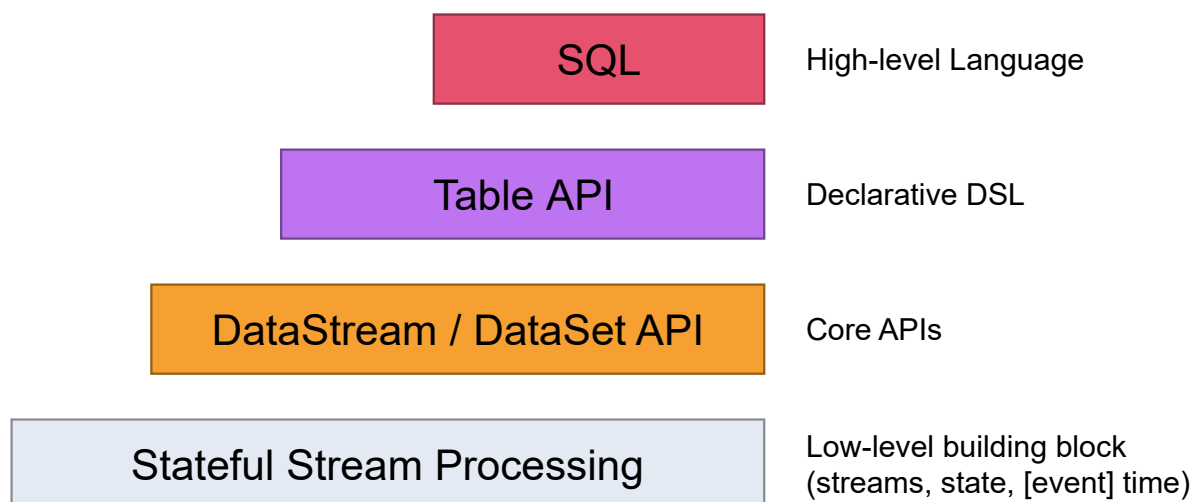 SQL
High-level Language
Table API
Declarative DSL
DataStream / DataSet API
Core APIs
Stateful Stream Processing
Low-level building block
(streams, state, [event] time)